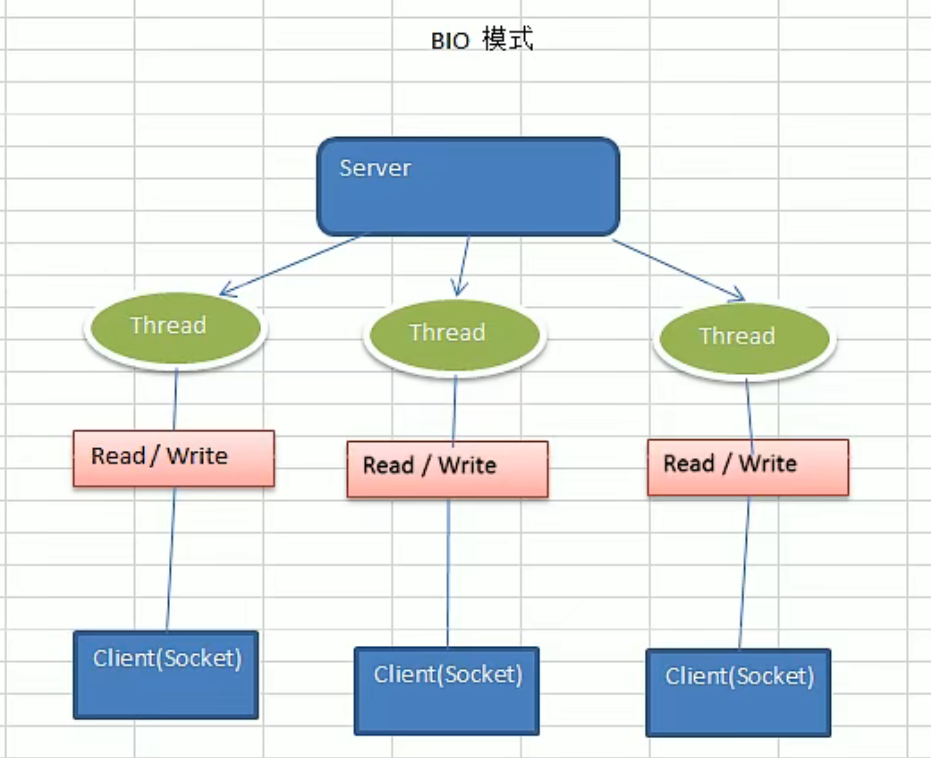 BIO 模式
Server
Thread
Thread
Thread
Read / Write
Read / Write
Read / Write
Client(Socket)
Client(Socket)
Client(Socket)